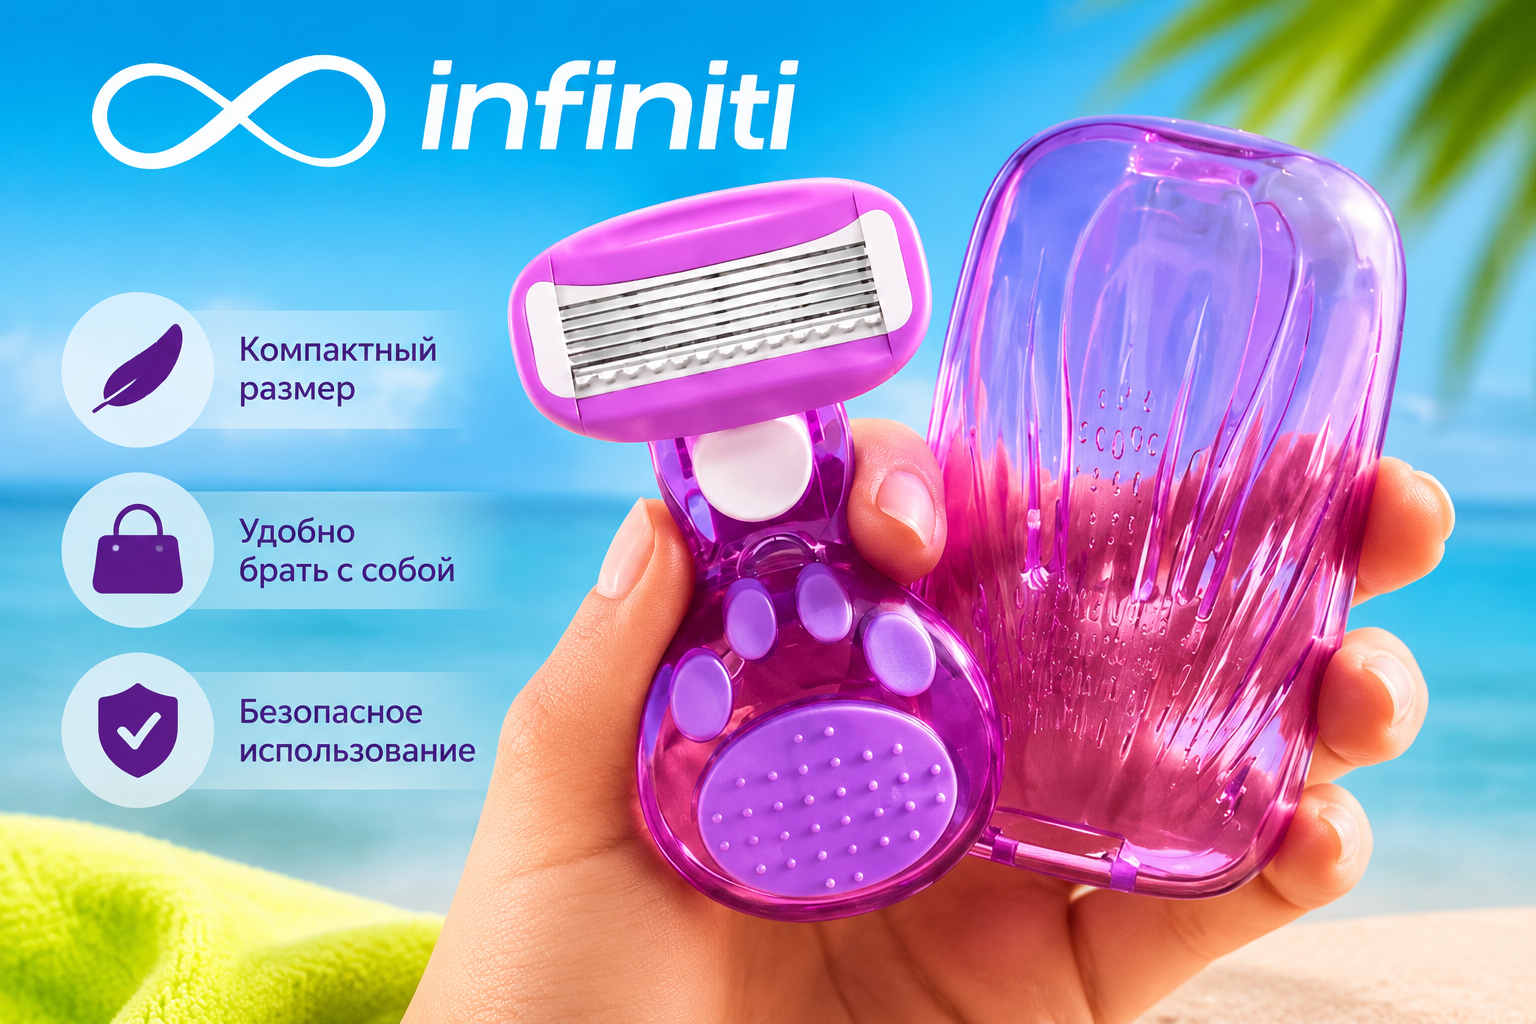 infiniti
Компактный
размер
Удобно
брать с собой
Безопасное
использование